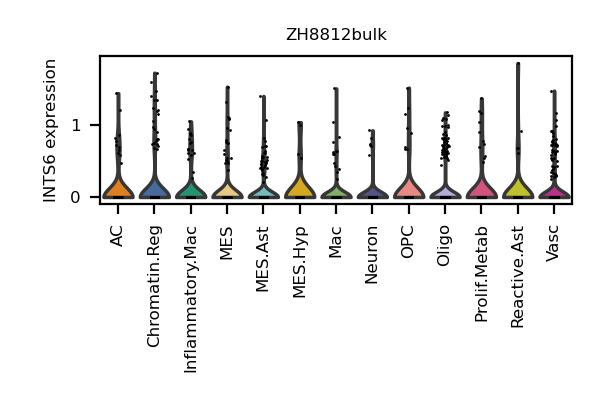 ZH8812bulk
INTS6 expression
1
0
AC
Chromatin.Reg
Inflammatory.Mac
MES
MES.Ast
MES.Hyp
Mac
Neuron
OPC
Oligo
Prolif.Metab
Reactive.Ast
Vasc